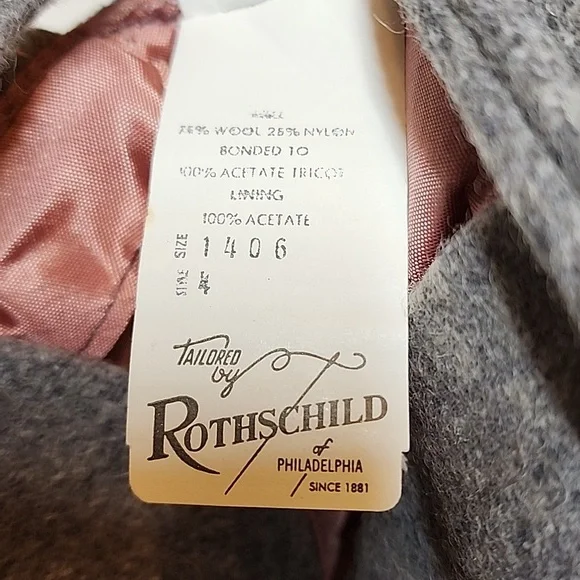 75% WOOL 25% NYLON
BONDED TO
100% ACETATE TRICOT
LINING
100% ACETATE
SIZE 1406
STYLE 4
TAILORED
by
ROTHSCHILD
of
PHILADELPHIA
SINCE 1881